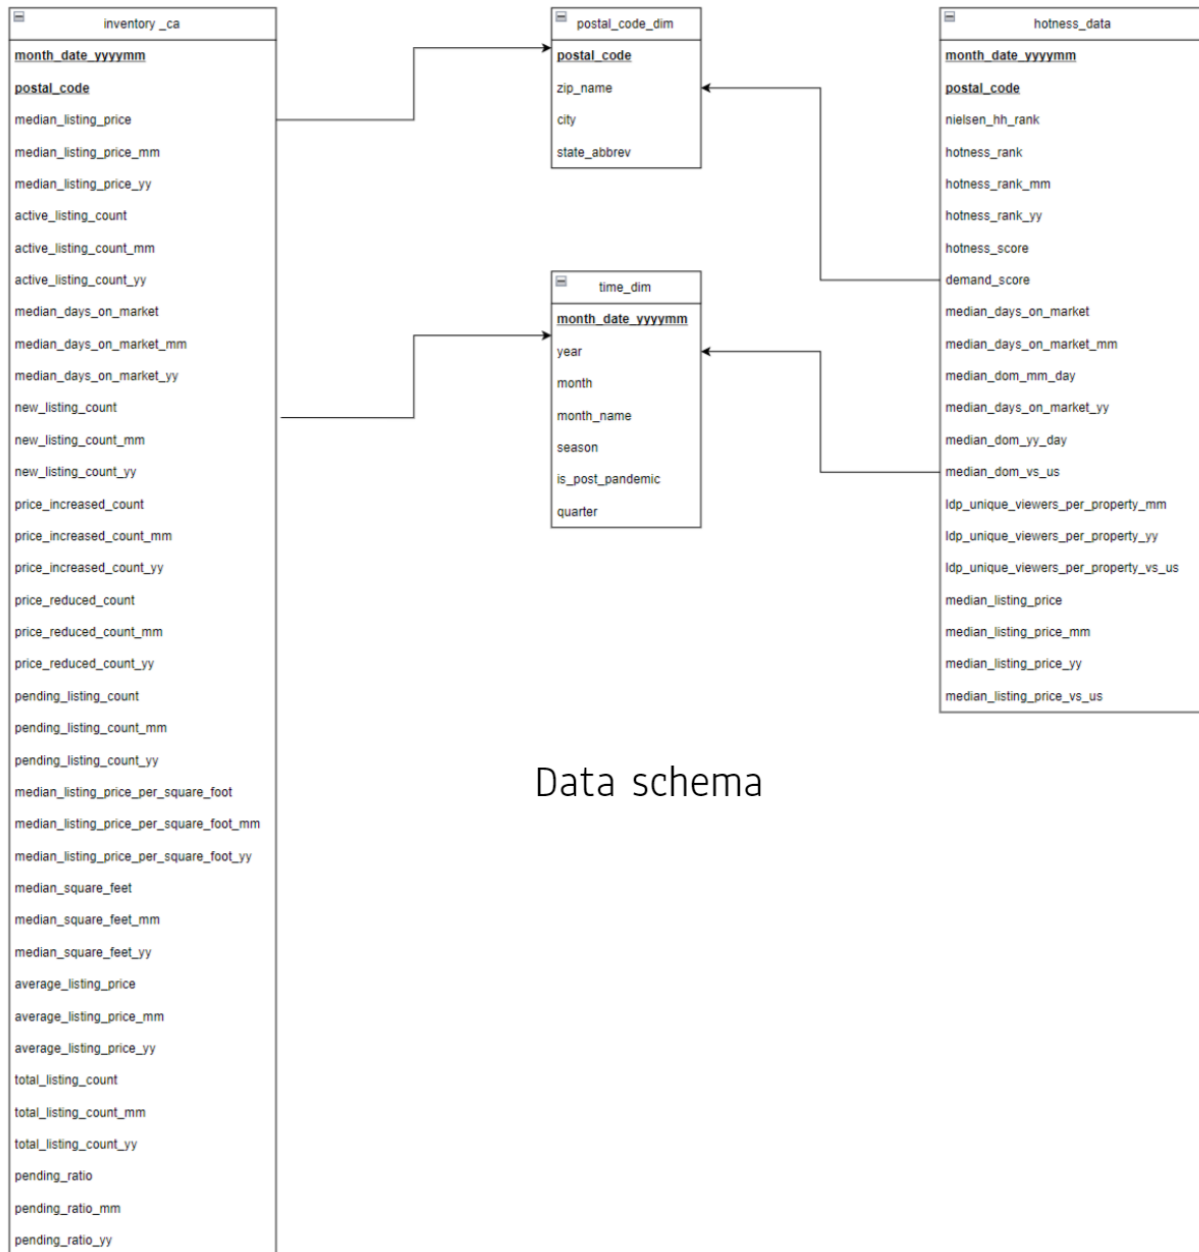 inventory _ca
month_date_yyyymm
postal_code
median_listing_price
median_listing_price_mm
median_listing_price_yy
active_listing_count
active_listing_count_mm
active_listing_count_yy
median_days_on_market
median_days_on_market_mm
median_days_on_market_yy
new_listing_count
new_listing_count_mm
new_listing_count_yy
price_increased_count
price_increased_count_mm
price_increased_count_yy
price_reduced_count
price_reduced_count_mm
price_reduced_count_yy
pending_listing_count
pending_listing_count_mm
pending_listing_count_yy
median_listing_price_per_square_foot
median_listing_price_per_square_foot_mm
median_listing_price_per_square_foot_yy
median_square_feet
median_square_feet_mm
median_square_feet_yy
average_listing_price
average_listing_price_mm
average_listing_price_yy
total_listing_count
total_listing_count_mm
total_listing_count_yy
pending_ratio
pending_ratio_mm
pending_ratio_yy
postal_code_dim
postal_code
zip_name
city
state_abbrev
time_dim
month_date_yyyymm
year
month
month_name
season
is_post_pandemic
quarter
Data schema
hotness_data
month_date_yyyymm
postal_code
nielsen_hh_rank
hotness_rank
hotness_rank_mm
hotness_rank_yy
hotness_score
demand_score
median_days_on_market
median_days_on_market_mm
median_dom_mm_day
median_days_on_market_yy
median_dom_yy_day
median_dom_vs_us
ldp_unique_viewers_per_property_mm
ldp_unique_viewers_per_property_yy
ldp_unique_viewers_per_property_vs_us
median_listing_price
median_listing_price_mm
median_listing_price_yy
median_listing_price_vs_us